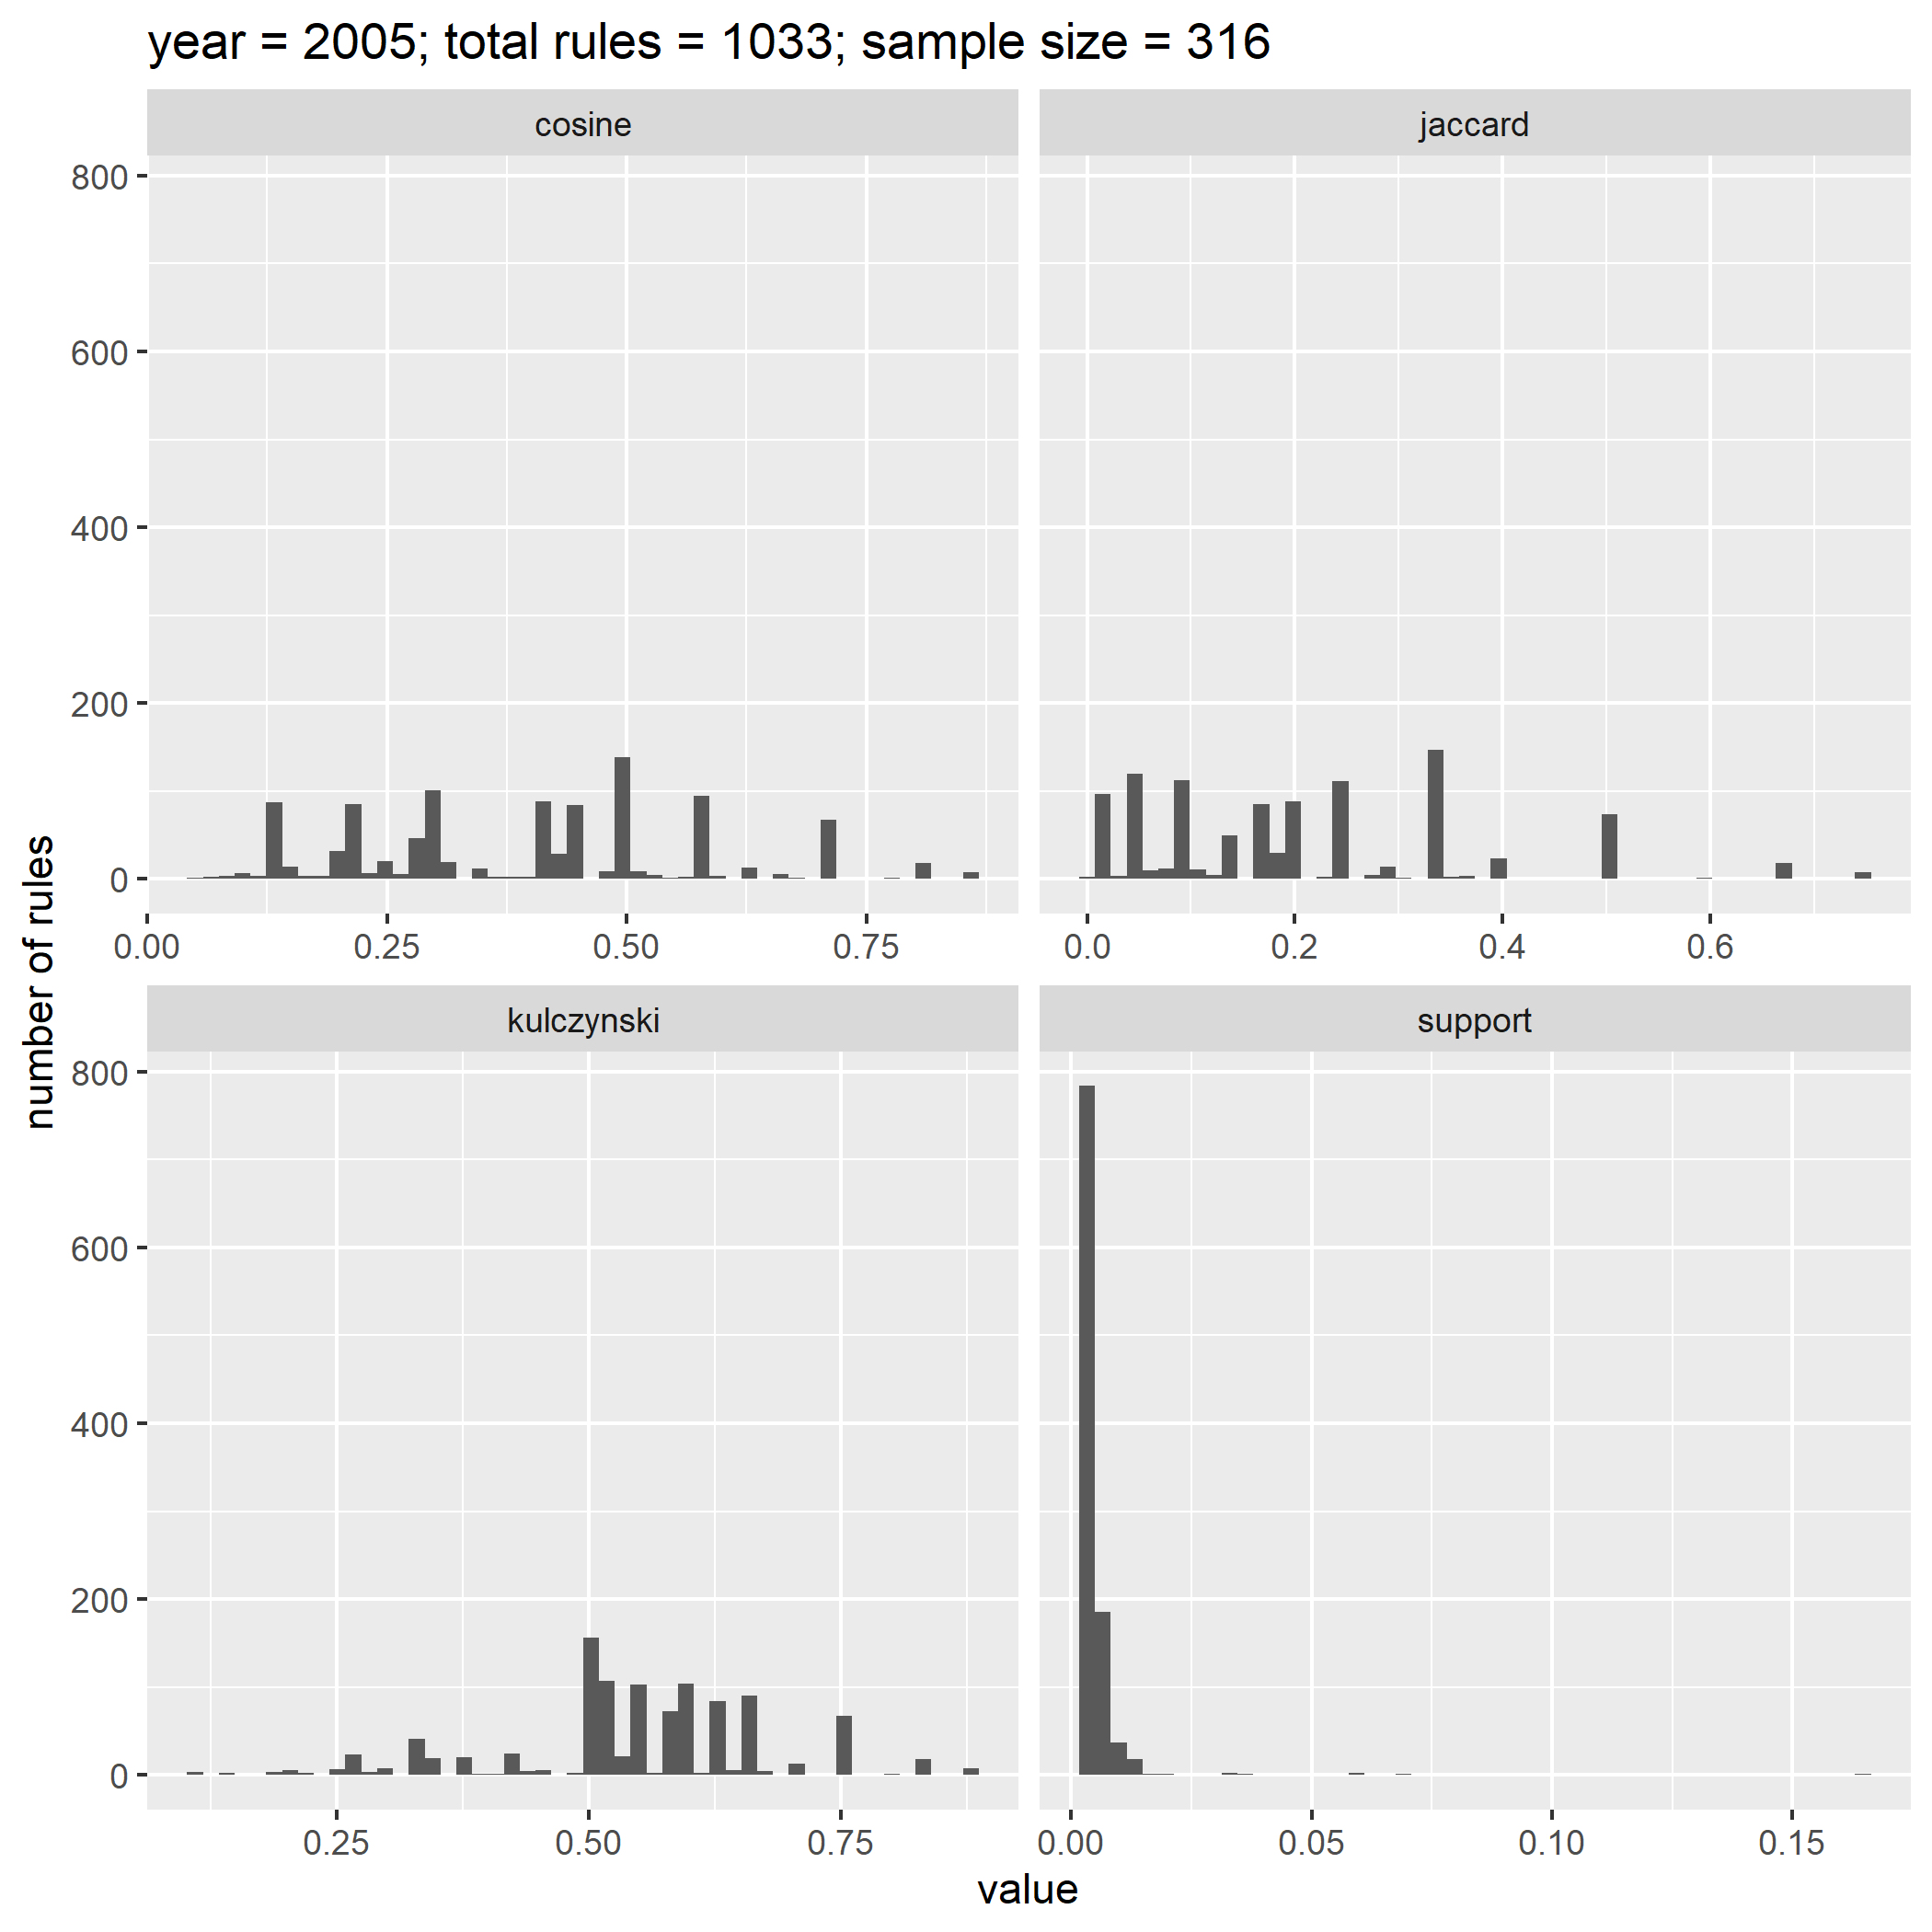 year = 2005; total rules = 1033; sample size = 316
cosine
jaccard
800
600
400
200
0
0.00 0.25 0.50 0.75
0.0 0.2 0.4 0.6
number of rules
kulczynski
support
800
600
400
200
0
0.25 0.50 0.75
0.00 0.05 0.10 0.15
value